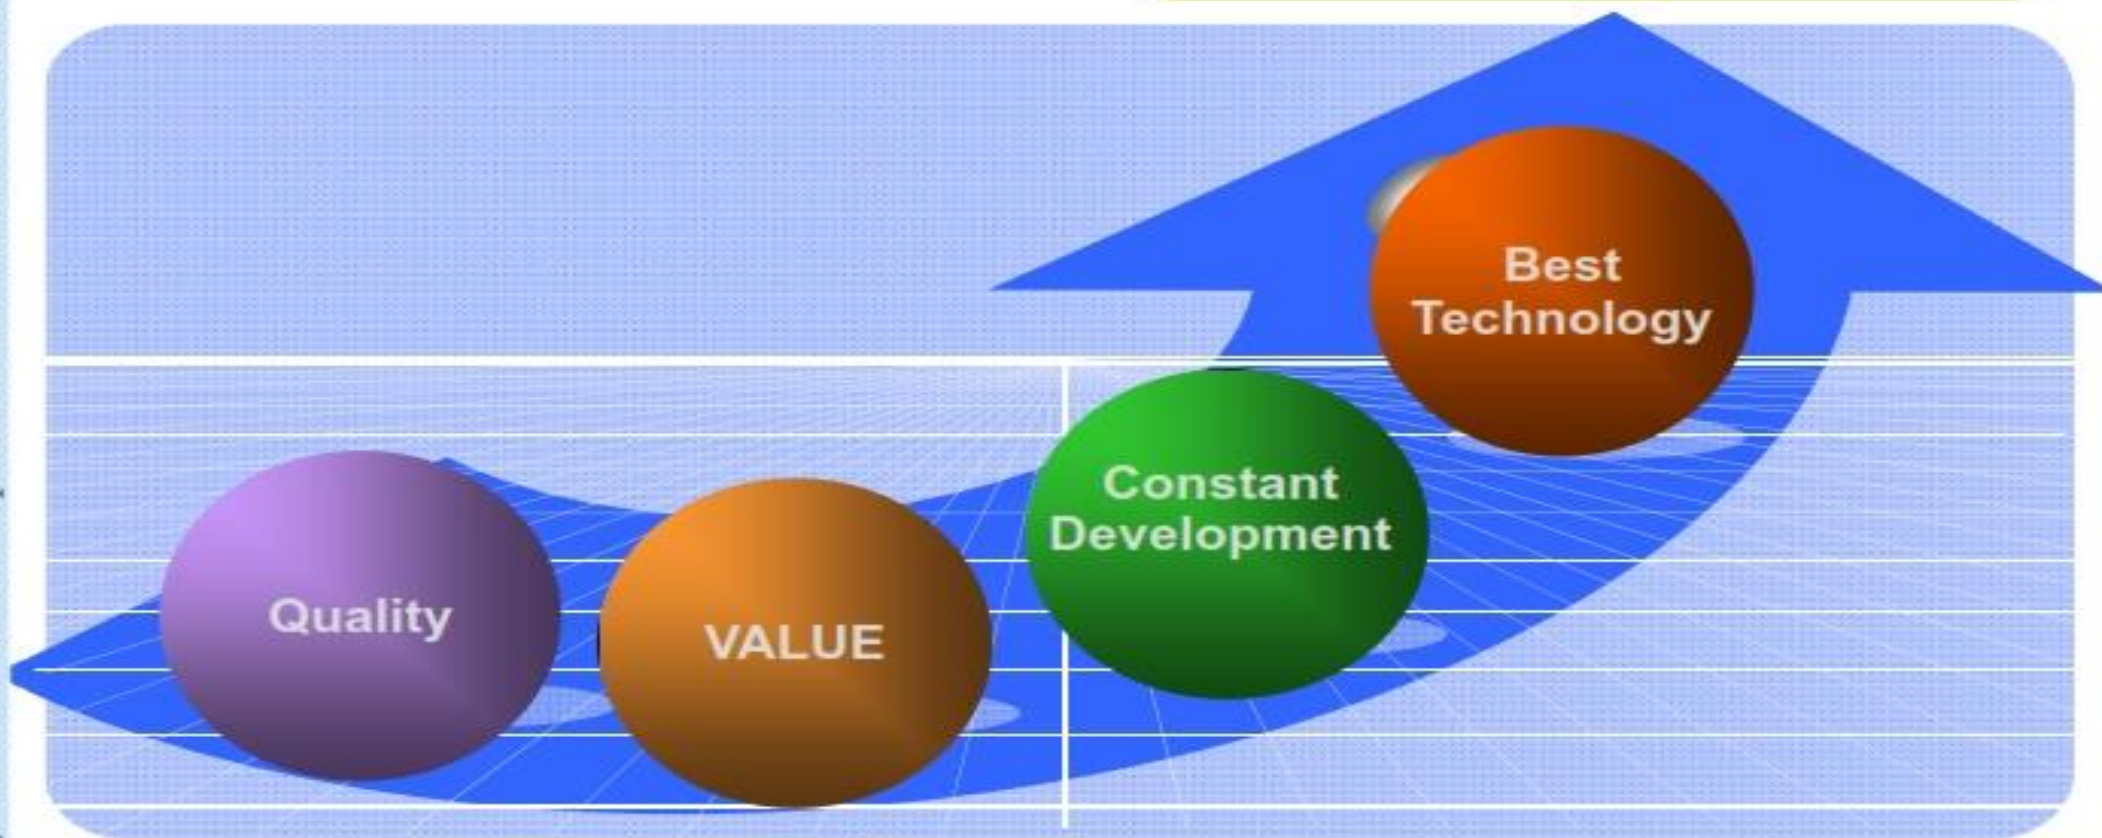 Quality
VALUE
Constant
Development
Best
Technology